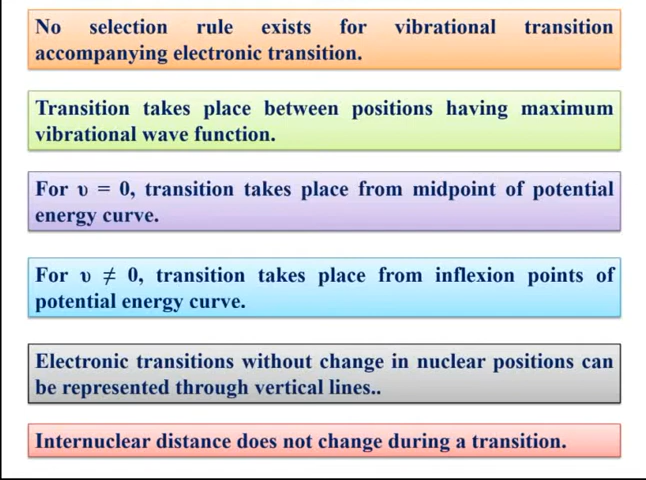 No selection rule exists for vibrational transition
accompanying electronic transition.
Transition takes place between positions having maximum
vibrational wave function.
For υ = 0, transition takes place from midpoint of potential
energy curve.
For υ ≠ 0, transition takes place from inflexion points of
potential energy curve.
Electronic transitions without change in nuclear positions can
be represented through vertical lines..
Internuclear distance does not change during a transition.